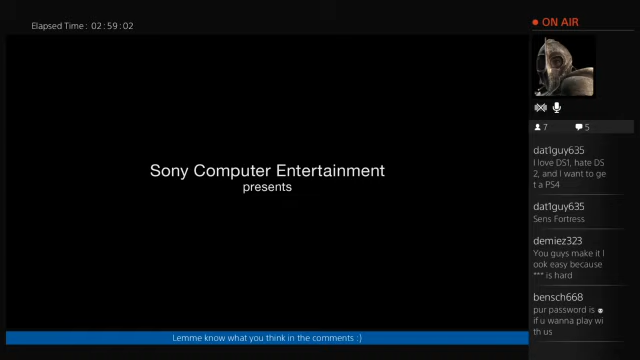 Elapsed Time : 02:59:02
ON AIR
Sony Computer Entertainment
presents
7
5
dat1guy635
I love DS1, hate DS
2, and I want to ge
t a PS4
dat1guy635
Sens Fortress
demiez323
You guys make it l
ook easy because
*** is hard
bensch668
pur password is
if u wanna play wi
th us
Lemme know what you think in the comments :)